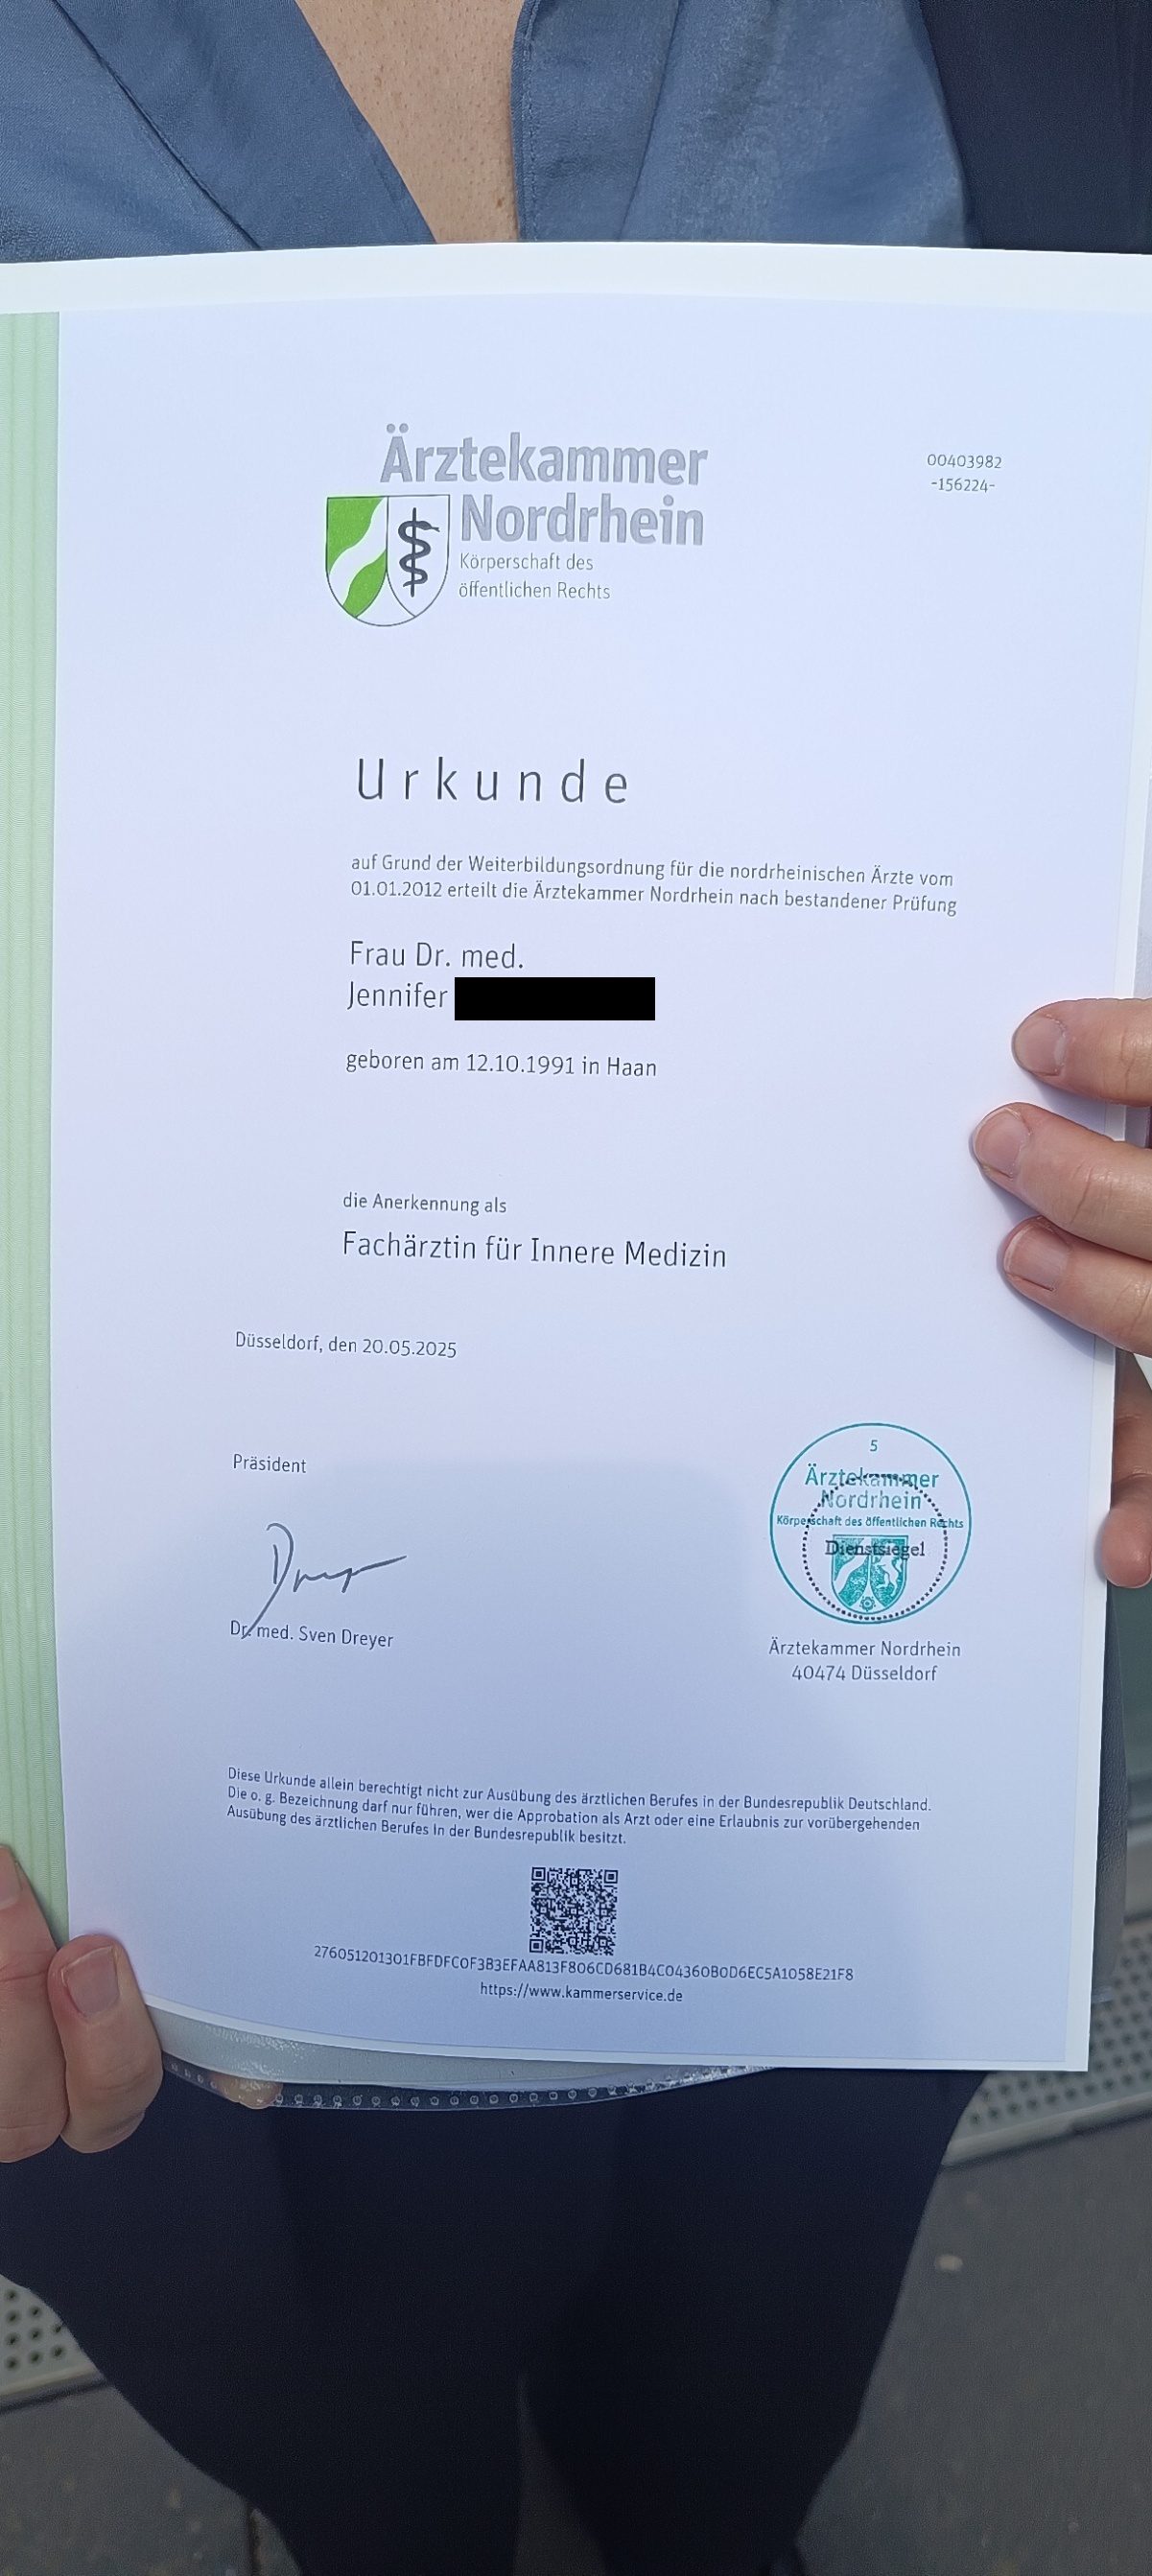 Ärztekammer
Nordrhein
Körperschaft des
öffentlichen Rechts
00403982
-156224-
Urkunde
auf Grund der Weiterbildungsordnung für die nordrheinischen Ärzte vom
01.01.2012 erteilt die Ärztekammer Nordrhein nach bestandener Prüfung
Frau Dr. med.
Jennifer
geboren am 12.10.1991 in Haan
die Anerkennung als
Fachärztin für Innere Medizin
Düsseldorf, den 20.05.2025
Präsident
Dr. med. Sven Dreyer
5
Ärztekammer
Nordrhein
Körperschaft des öffentlichen Rechts
Dienstsiegel
Ärztekammer Nordrhein
40474 Düsseldorf
Diese Urkunde allein berechtigt nicht zur Ausübung des ärztlichen Berufes in der Bundesrepublik Deutschland.
Die o. g. Bezeichnung darf nur führen, wer die Approbation als Arzt oder eine Erlaubnis zur vorübergehenden
Ausübung des ärztlichen Berufes in der Bundesrepublik besitzt.
276051201301FBFDFC0F3B3EFAA813F806CD681B4C04360B0D6EC5A1058E21F8
https://www.kammerservice.de